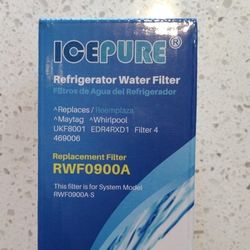 ICEPURE®
Refrigerator Water Filter
Filtros de Agua del Refrigerador
^Replaces / Reemplaza
^Maytag ^Whirlpool
UKF8001 EDR4RXD1 Filter 4
469006
Replacement Filter
RWF0900A
This filter is for System Model
RWF0900A-S